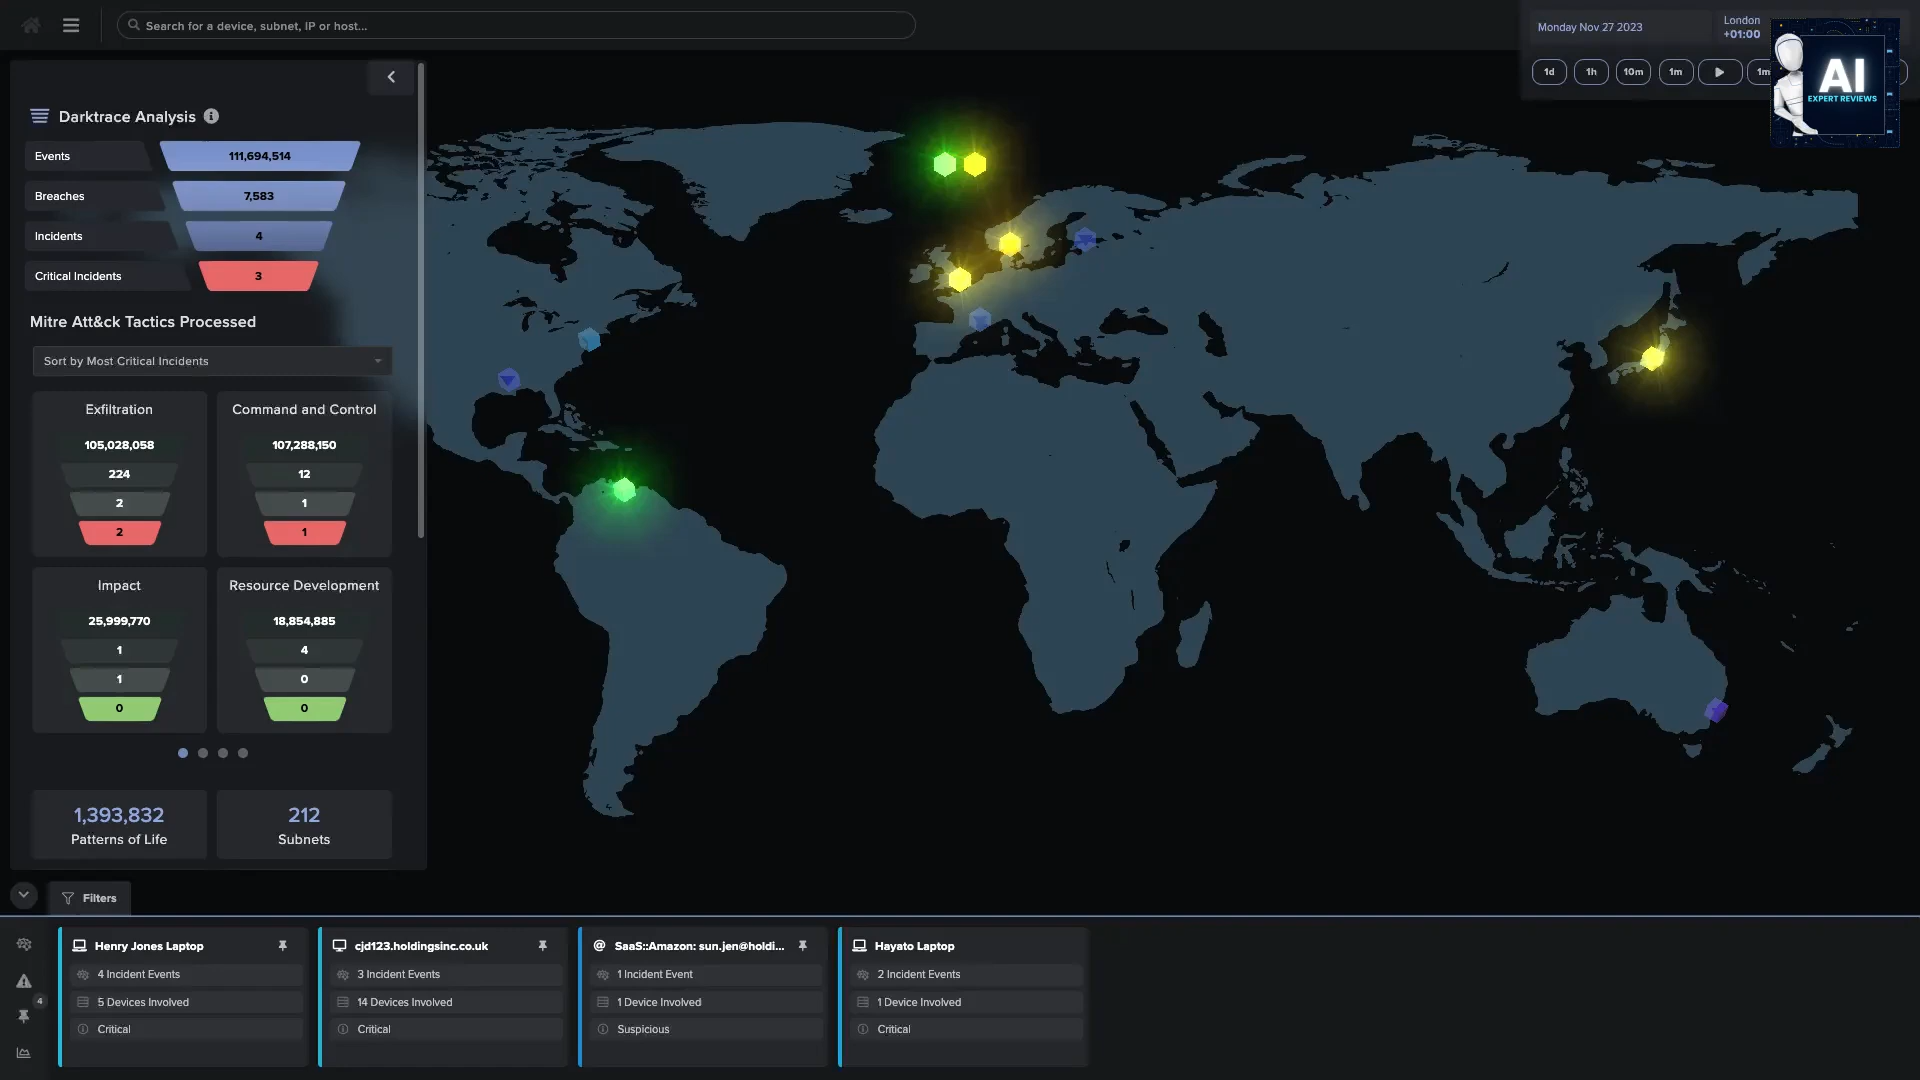 Search for a device, subnet, IP or host...
Monday Nov 27 2023
London
+01:00
1d
1h
10m
1m
1m
AI
EXPERT REVIEWS
Darktrace Analysis
Events
111,694,514
Breaches
7,583
Incidents
4
Critical Incidents
3
Mitre Att&ck Tactics Processed
Sort by Most Critical Incidents
Exfiltration
105,028,058
224
2
2
Command and Control
107,288,150
12
1
1
Impact
25,999,770
1
1
0
Resource Development
18,854,885
4
0
0
1,393,832
Patterns of Life
212
Subnets
Filters
4
Henry Jones Laptop
4 Incident Events
5 Devices Involved
Critical
cjd123.holdingsinc.co.uk
3 Incident Events
14 Devices Involved
Critical
SaaS::Amazon: sun.jen@holdi...
1 Incident Event
1 Device Involved
Suspicious
Hayato Laptop
2 Incident Events
1 Device Involved
Critical